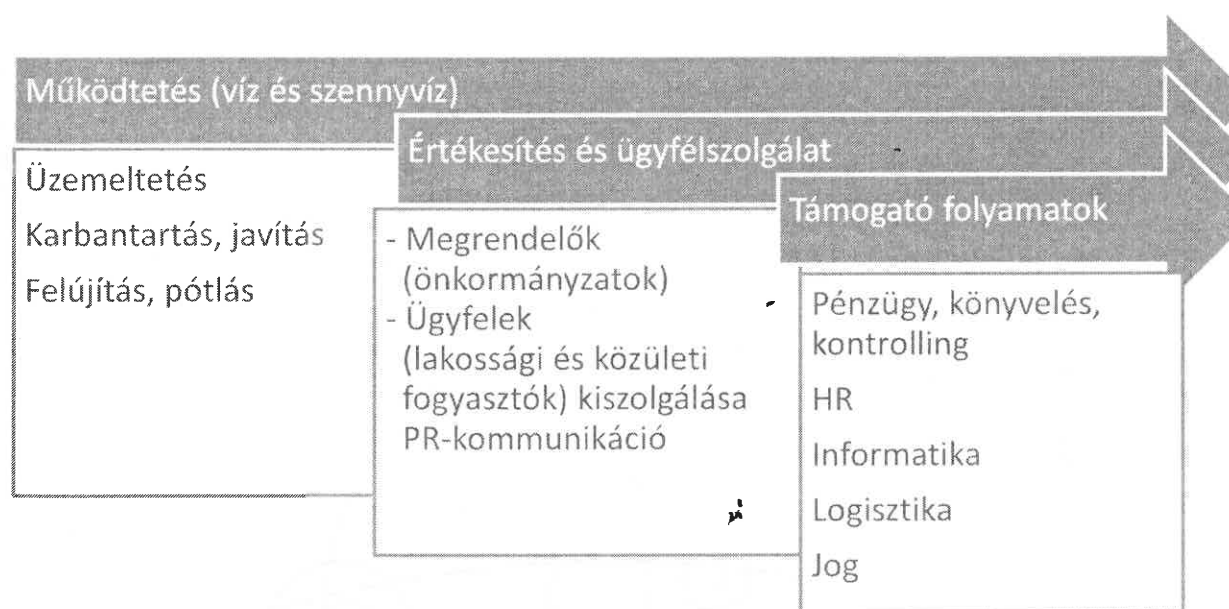 Működtetés (víz és szennyvíz)
Üzemeltetés
Karbantartás, javítás
Felújítás, pótlás
Értékesítés és ügyfélszolgálat
- Megrendelők
(önkormányzatok)
- Ügyfelek
(lakossági és közületi
fogyasztók) kiszolgálása
PR-kommunikáció
Támogató folyamatok
Pénzügy, könyvelés,
kontrolling
HR
Informatika
Logisztika
Jog